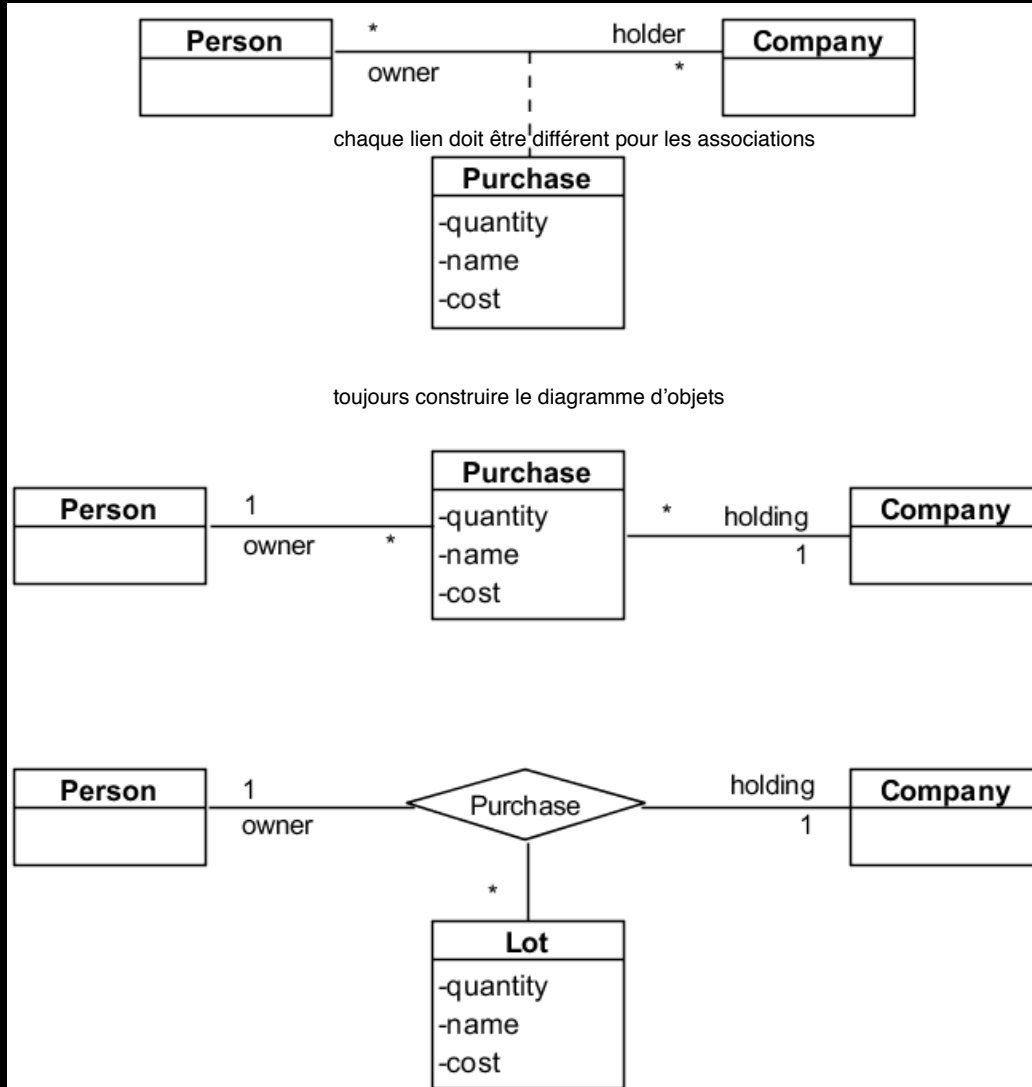 Person * holder Company
owner *
chaque lien doit être différent pour les associations
Purchase
-quantity
-name
-cost
toujours construire le diagramme d'objets
Purchase
Person 1 -quantity * holding Company
owner * -name 1
-cost
Person 1 Purchase holding Company
owner 1
*
Lot
-quantity
-name
-cost